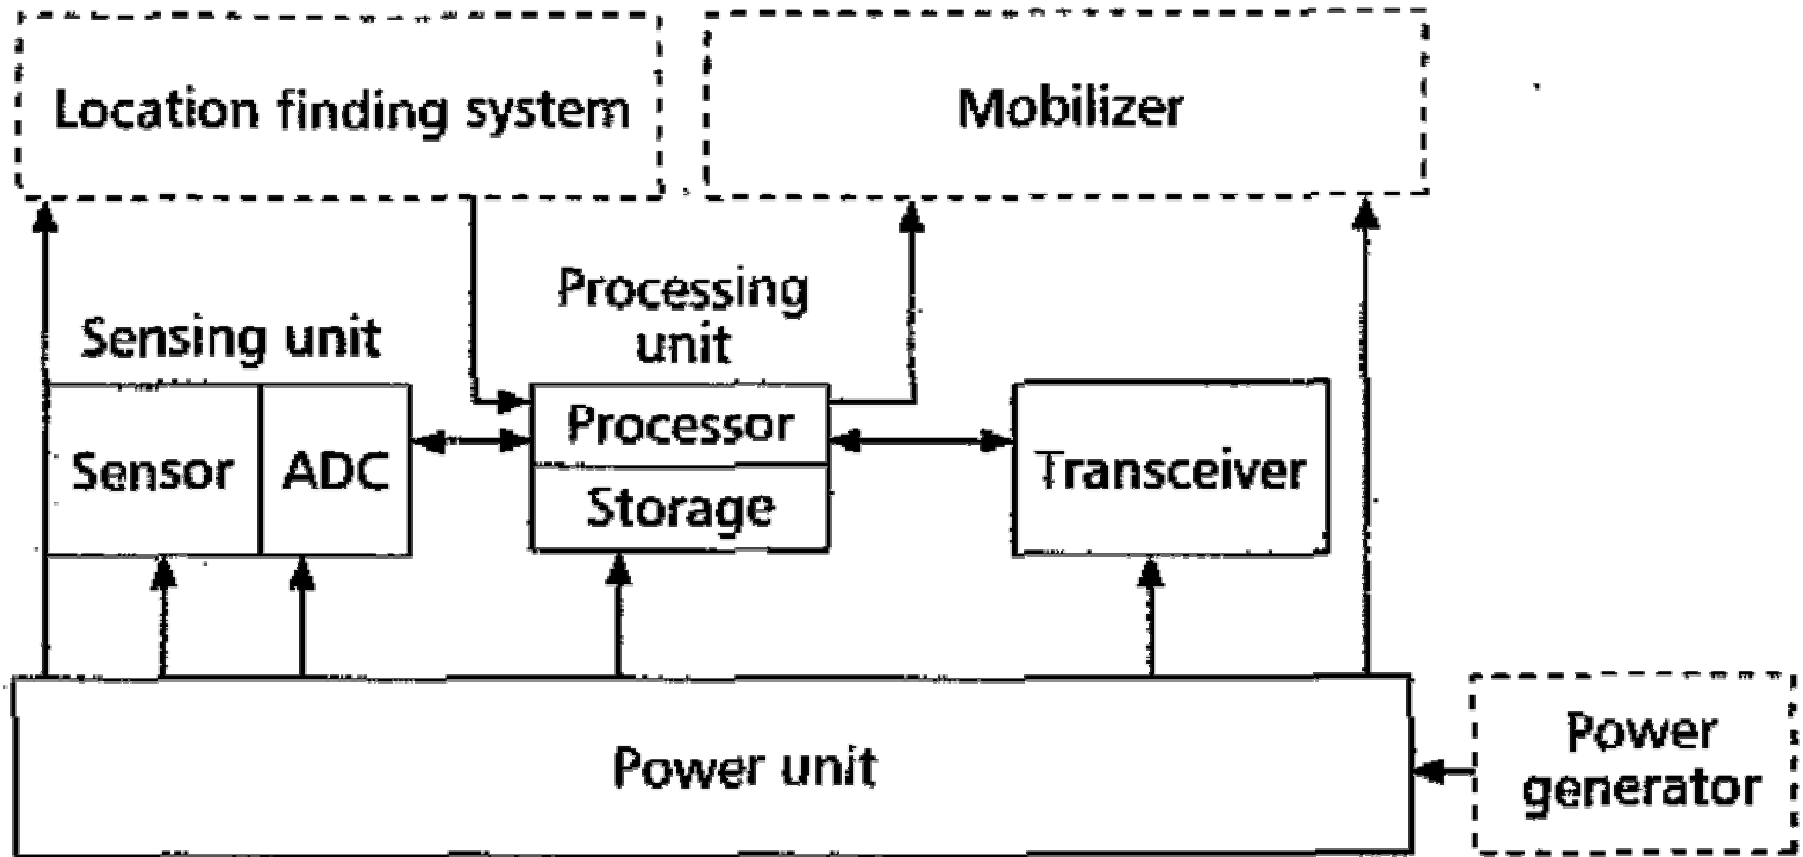 Location finding system
Mobilizer
Processing
unit
Sensing unit
Sensor
ADC
Processor
Storage
Transceiver
Power unit
Power
generator